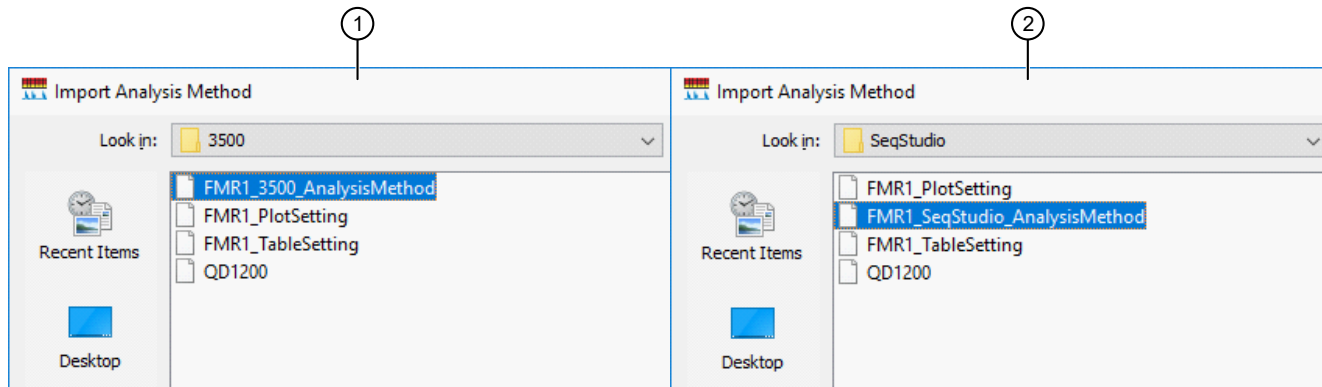 1
2
Import Analysis Method
Look in: 3500
FMR1_3500_AnalysisMethod
FMR1_PlotSetting
FMR1_TableSetting
QD1200
Recent Items
Desktop
Import Analysis Method
Look in: SeqStudio
FMR1_PlotSetting
FMR1_SeqStudio_AnalysisMethod
FMR1_TableSetting
QD1200
Recent Items
Desktop